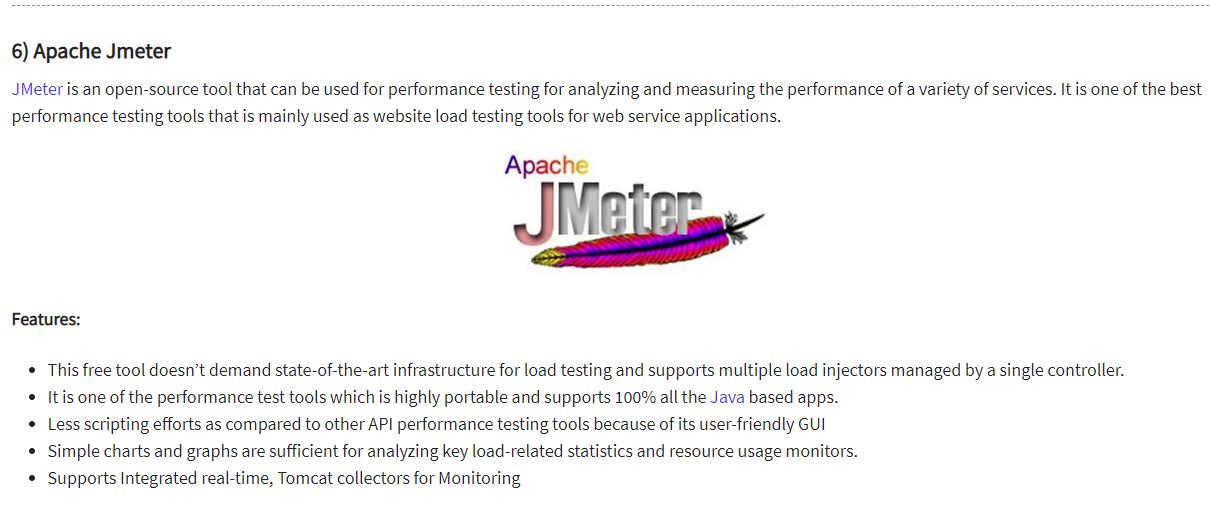 6) Apache Jmeter
JMeter is an open-source tool that can be used for performance testing for analyzing and measuring the performance of a variety of services. It is one of the best
performance testing tools that is mainly used as website load testing tools for web service applications.
Apache
JMeter
Features:
• This free tool doesn’t demand state-of-the-art infrastructure for load testing and supports multiple load injectors managed by a single controller.
• It is one of the performance test tools which is highly portable and supports 100% all the Java based apps.
• Less scripting efforts as compared to other API performance testing tools because of its user-friendly GUI
• Simple charts and graphs are sufficient for analyzing key load-related statistics and resource usage monitors.
• Supports Integrated real-time, Tomcat collectors for Monitoring